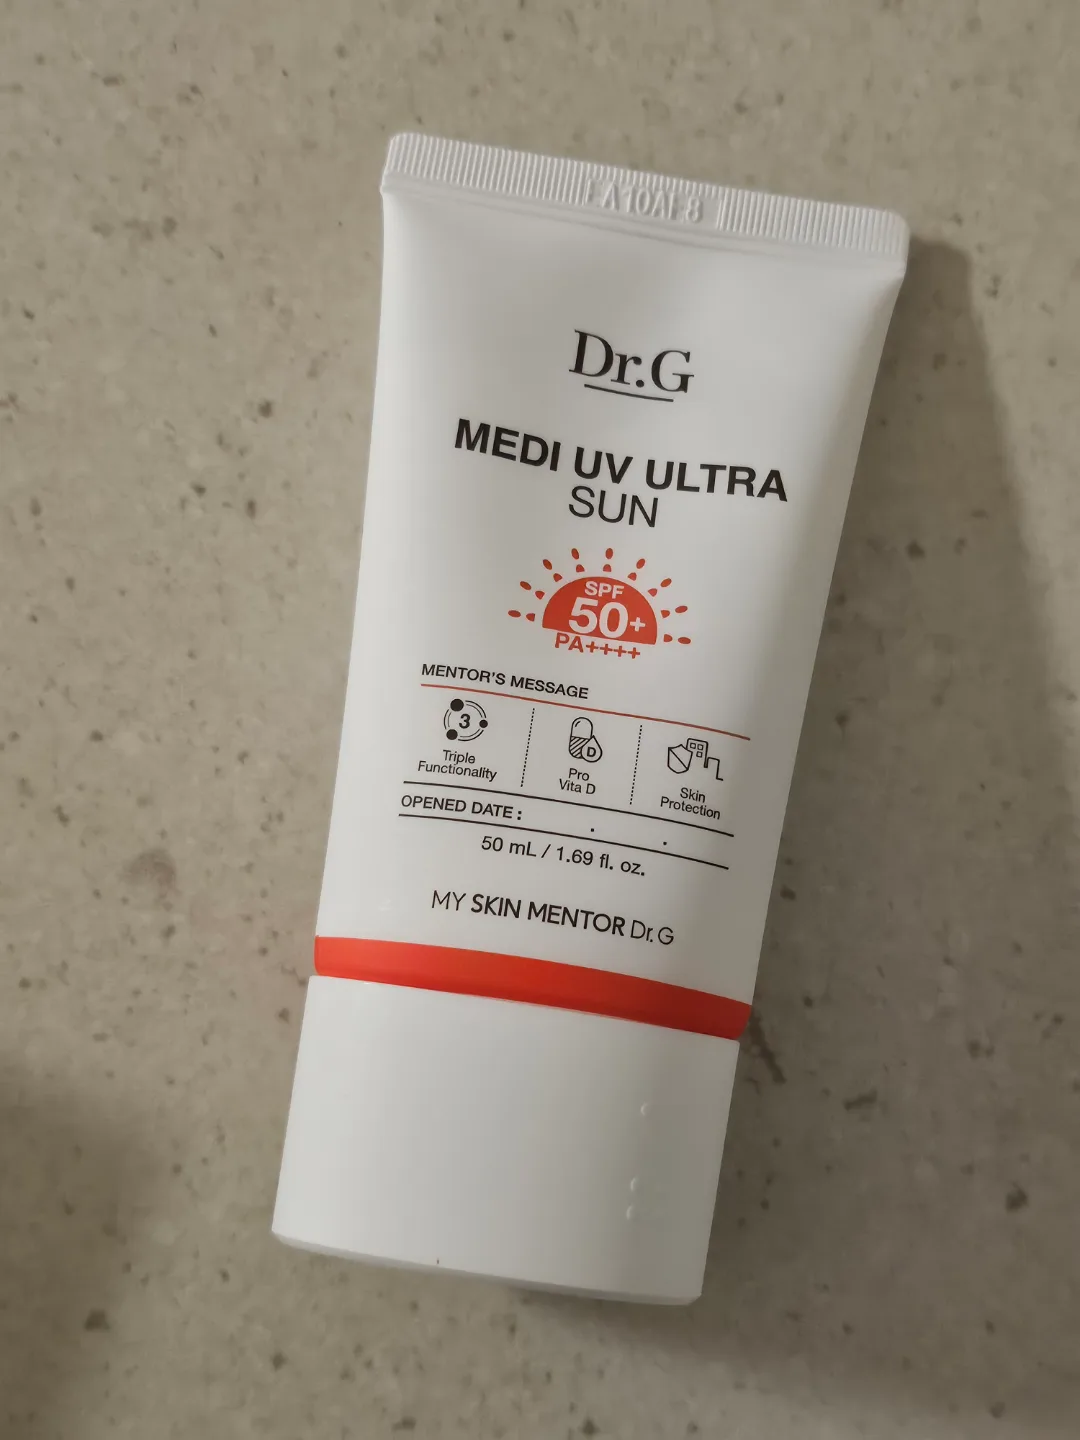 Dr.G
MEDI UV ULTRA
SUN
SPF
50+
PA++++
MENTOR'S MESSAGE
3
Triple
Functionality
D
Pro
Vita D
Skin
Protection
OPENED DATE : . .
50 mL / 1.69 fl. oz.
MY SKIN MENTOR Dr.G